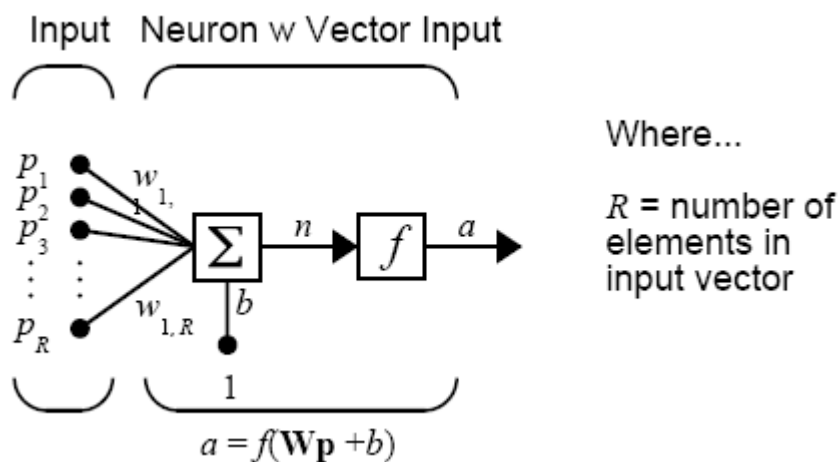 Input Neuron w Vector Input
p1
p2
p3
pR
w1,1
w1,R
Σ
n
f
a
b
1
a = f(Wp +b)
Where...
R = number of
elements in
input vector